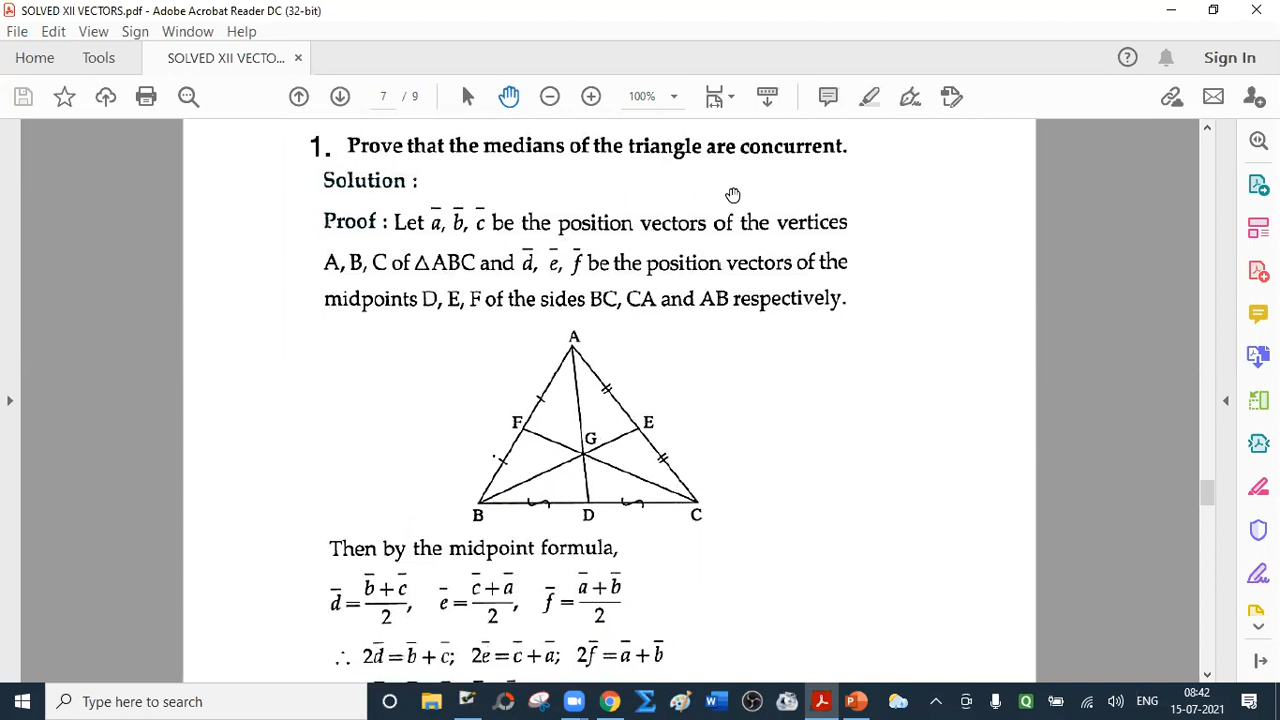 SOLVED XII VECTORS.pdf - Adobe Acrobat Reader DC (32-bit)
File Edit View Sign Window Help
Home Tools SOLVED XII VECTO... × Sign In
7 / 9 100%
1. Prove that the medians of the triangle are concurrent.
Solution :
Proof : Let a̅, b̅, c̅ be the position vectors of the vertices
A, B, C of △ABC and d̅, e̅, f̅ be the position vectors of the
midpoints D, E, F of the sides BC, CA and AB respectively.
A
F E
G
B D C
Then by the midpoint formula,
d̅ = (b̅ + c̅)/2, e̅ = (c̅ + a̅)/2, f̅ = (a̅ + b̅)/2
∴ 2d̅ = b̅ + c̅; 2e̅ = c̅ + a̅; 2f̅ = a̅ + b̅
Type here to search
ENG
08:42
15-07-2021